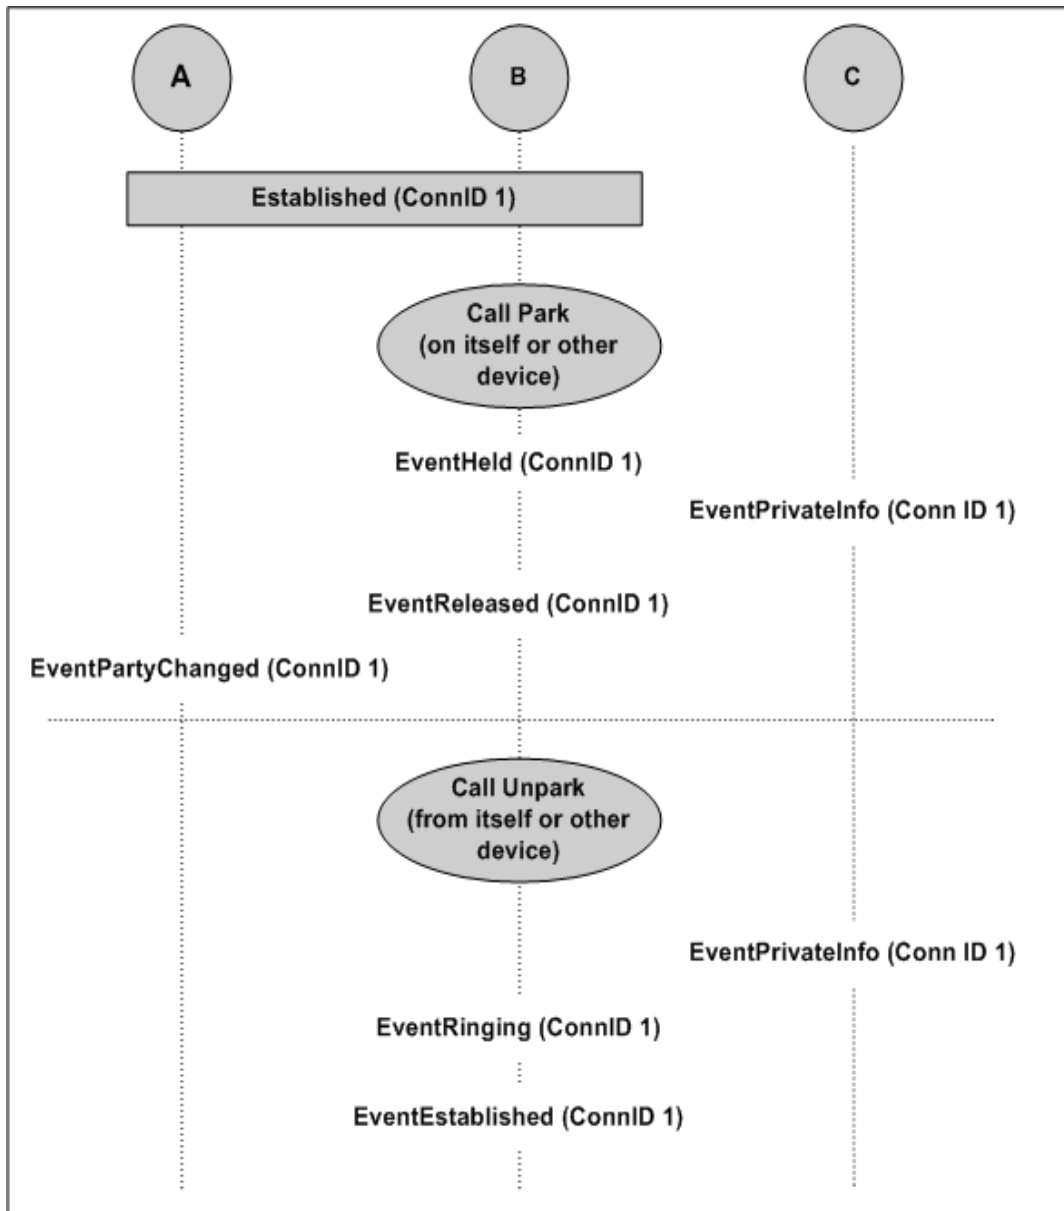 A
B
C
Established (ConnID 1)
Call Park
(on itself or other
device)
EventHeld (ConnID 1)
EventPrivateInfo (Conn ID 1)
EventReleased (ConnID 1)
EventPartyChanged (ConnID 1)
Call Unpark
(from itself or other
device)
EventPrivateInfo (Conn ID 1)
EventRinging (ConnID 1)
EventEstablished (ConnID 1)